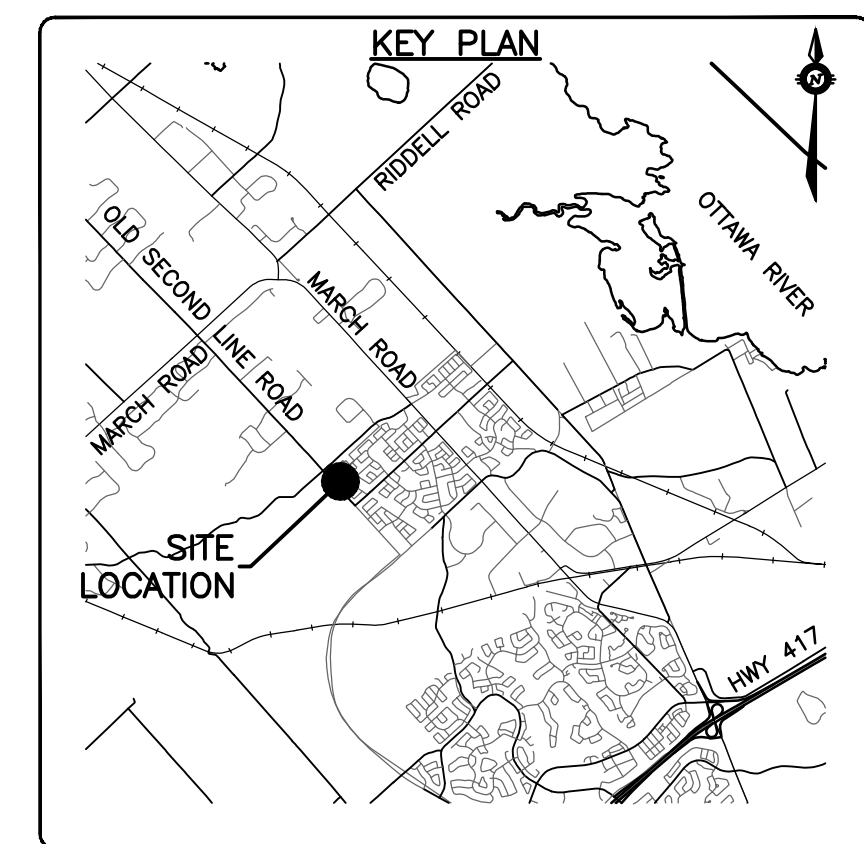 KEY PLAN
N
RIDDELL ROAD
OTTAWA RIVER
OLD SECOND LINE ROAD
MARCH ROAD
MARCH ROAD
SITE
LOCATION
HWY 417